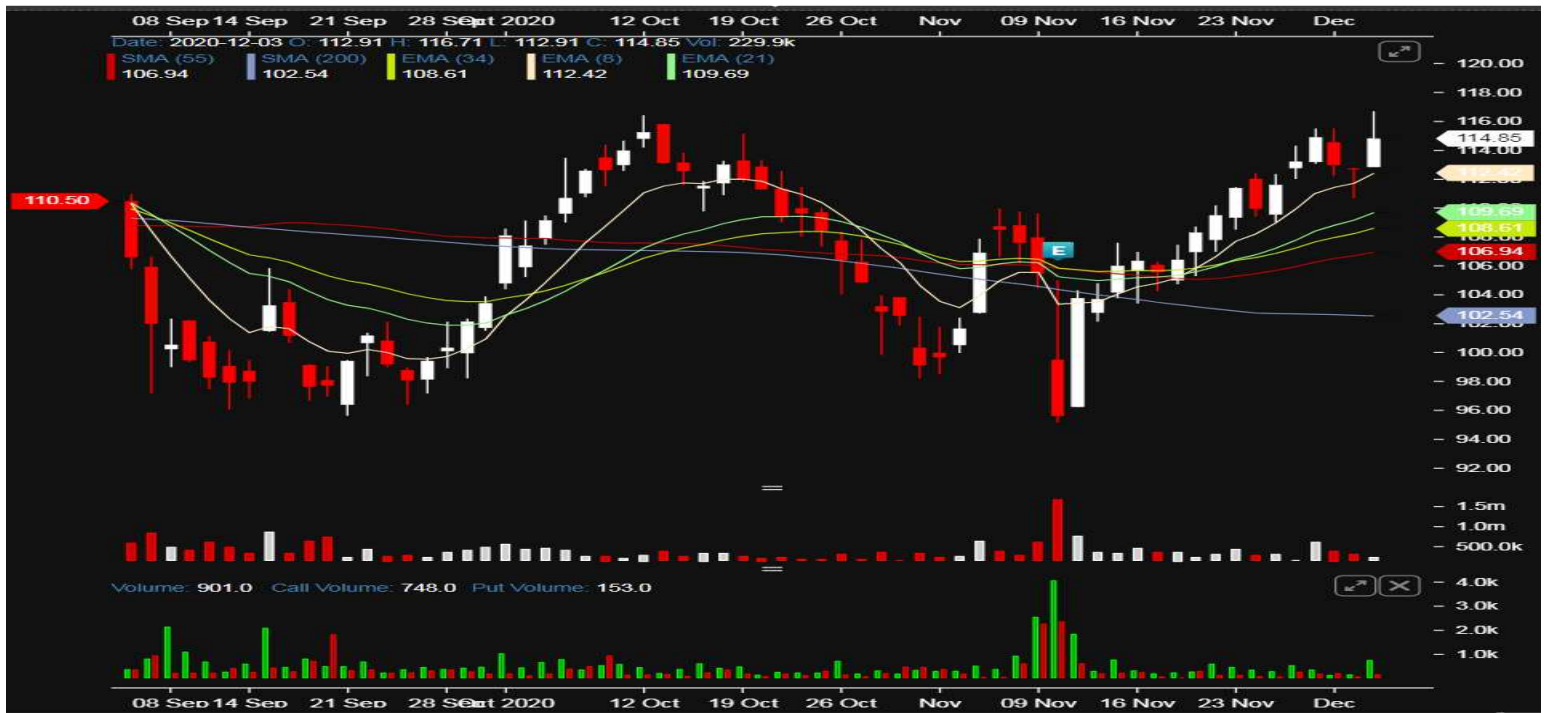 08 Sep 14 Sep 21 Sep 28 Sep Oct 2020 12 Oct 19 Oct 26 Oct Nov 09 Nov 16 Nov 23 Nov Dec
Date: 2020-12-03 O: 112.91 H: 116.71 L: 112.91 C: 114.85 Vol: 229.9k
SMA (55) SMA (200) EMA (34) EMA (8) EMA (21)
106.94 102.54 108.61 112.42 109.69
120.00
118.00
116.00
114.85
114.00
112.42
110.50
109.69
108.61
106.94
106.00
104.00
102.54
102.00
100.00
98.00
96.00
94.00
92.00
E
1.5m
1.0m
500.0k
Volume: 901.0 Call Volume: 748.0 Put Volume: 153.0
4.0k
3.0k
2.0k
1.0k
08 Sep 14 Sep 21 Sep 28 Sep Oct 2020 12 Oct 19 Oct 26 Oct Nov 09 Nov 16 Nov 23 Nov Dec